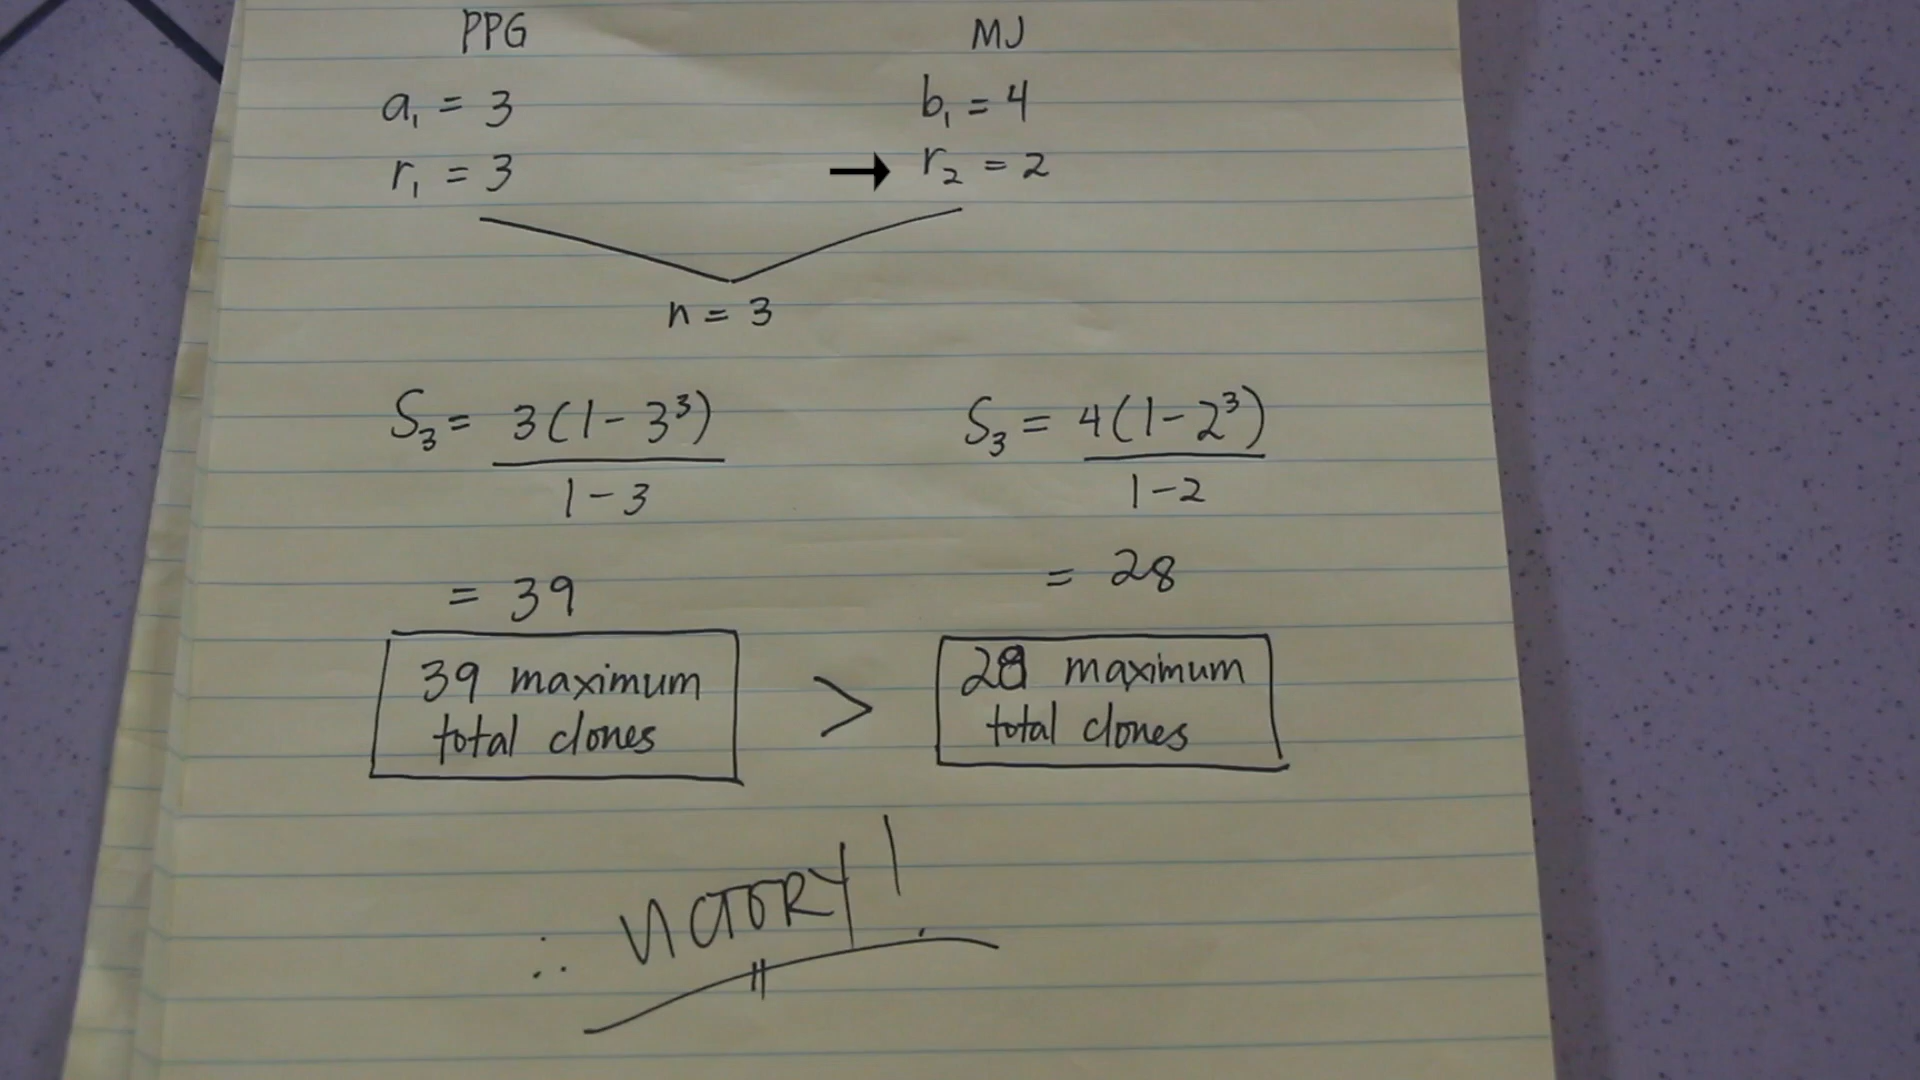 PPG MJ
a₁ = 3 b₁ = 4
r₁ = 3 → r₂ = 2
n = 3
S₃ = 3(1-3³) S₃ = 4(1-2³)
1-3 1-2
= 39 = 28
39 maximum > 28 maximum
total clones total clones
∴ VICTORY!